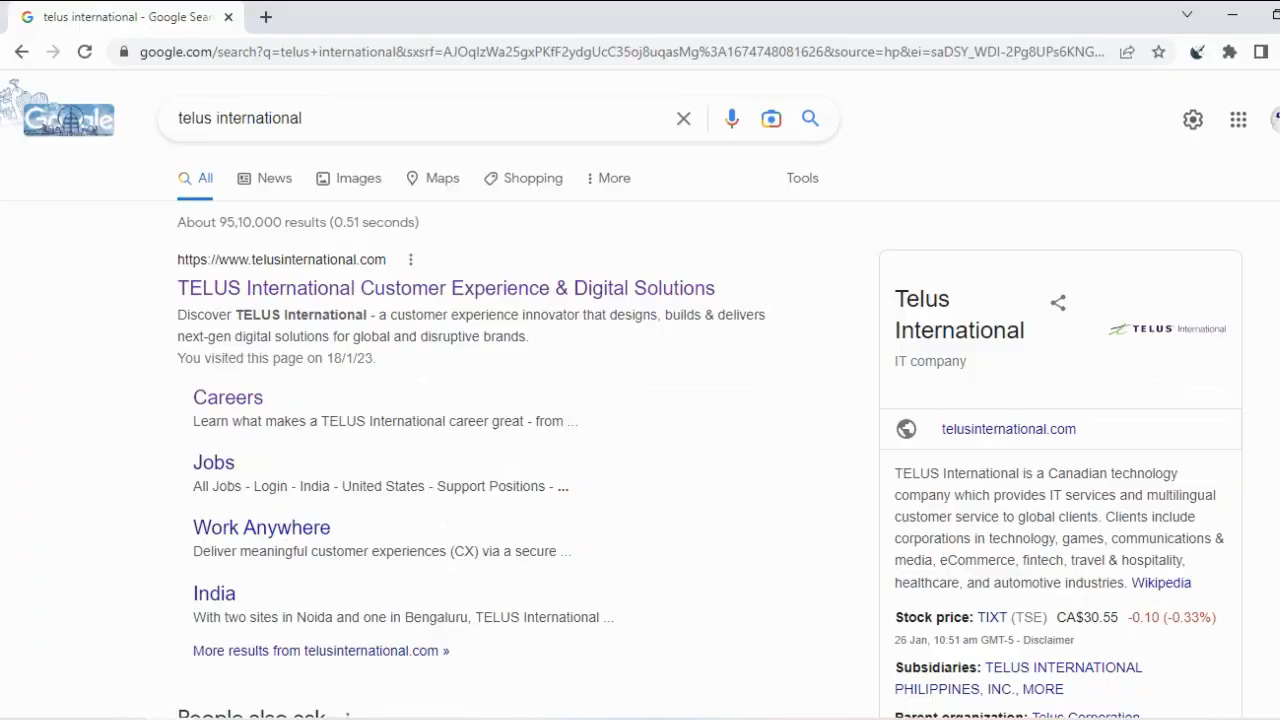 telus international - Google Sear
google.com/search?q=telus+international&sxsrf=AJOqlzWa25gxPKfF2ydgUcC35oj8uqasMg%3A1674748081626&source=hp&ei=saDSY_WDI-2Pg8UPs6KNG...
Google
telus international
All News Images Maps Shopping More Tools
About 95,10,000 results (0.51 seconds)
https://www.telusinternational.com
TELUS International Customer Experience & Digital Solutions
Discover TELUS International - a customer experience innovator that designs, builds & delivers
next-gen digital solutions for global and disruptive brands.
You visited this page on 18/1/23.
Careers
Learn what makes a TELUS International career great - from ...
Jobs
All Jobs - Login - India - United States - Support Positions - ...
Work Anywhere
Deliver meaningful customer experiences (CX) via a secure ...
India
With two sites in Noida and one in Bengaluru, TELUS International ...
More results from telusinternational.com »
People also ask
Telus
International
TELUS International
IT company
telusinternational.com
TELUS International is a Canadian technology
company which provides IT services and multilingual
customer service to global clients. Clients include
corporations in technology, games, communications &
media, eCommerce, fintech, travel & hospitality,
healthcare, and automotive industries. Wikipedia
Stock price: TIXT (TSE) CA$30.55 -0.10 (-0.33%)
26 Jan, 10:51 am GMT-5 - Disclaimer
Subsidiaries: TELUS INTERNATIONAL
PHILIPPINES, INC., MORE
Parent organization: Telus Corporation